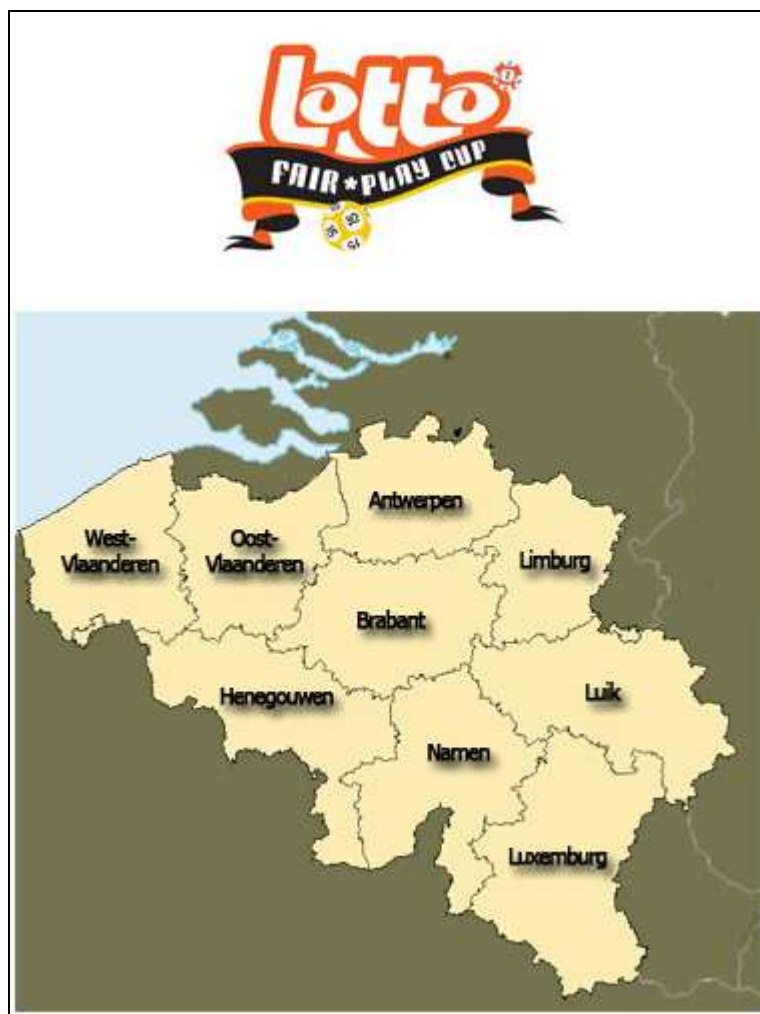 Lotto
FAIR*PLAY CUP
Antwerpen
West-
Vlaanderen
Oost-
Vlaanderen
Limburg
Brabant
Henegouwen
Luik
Namen
Luxemburg